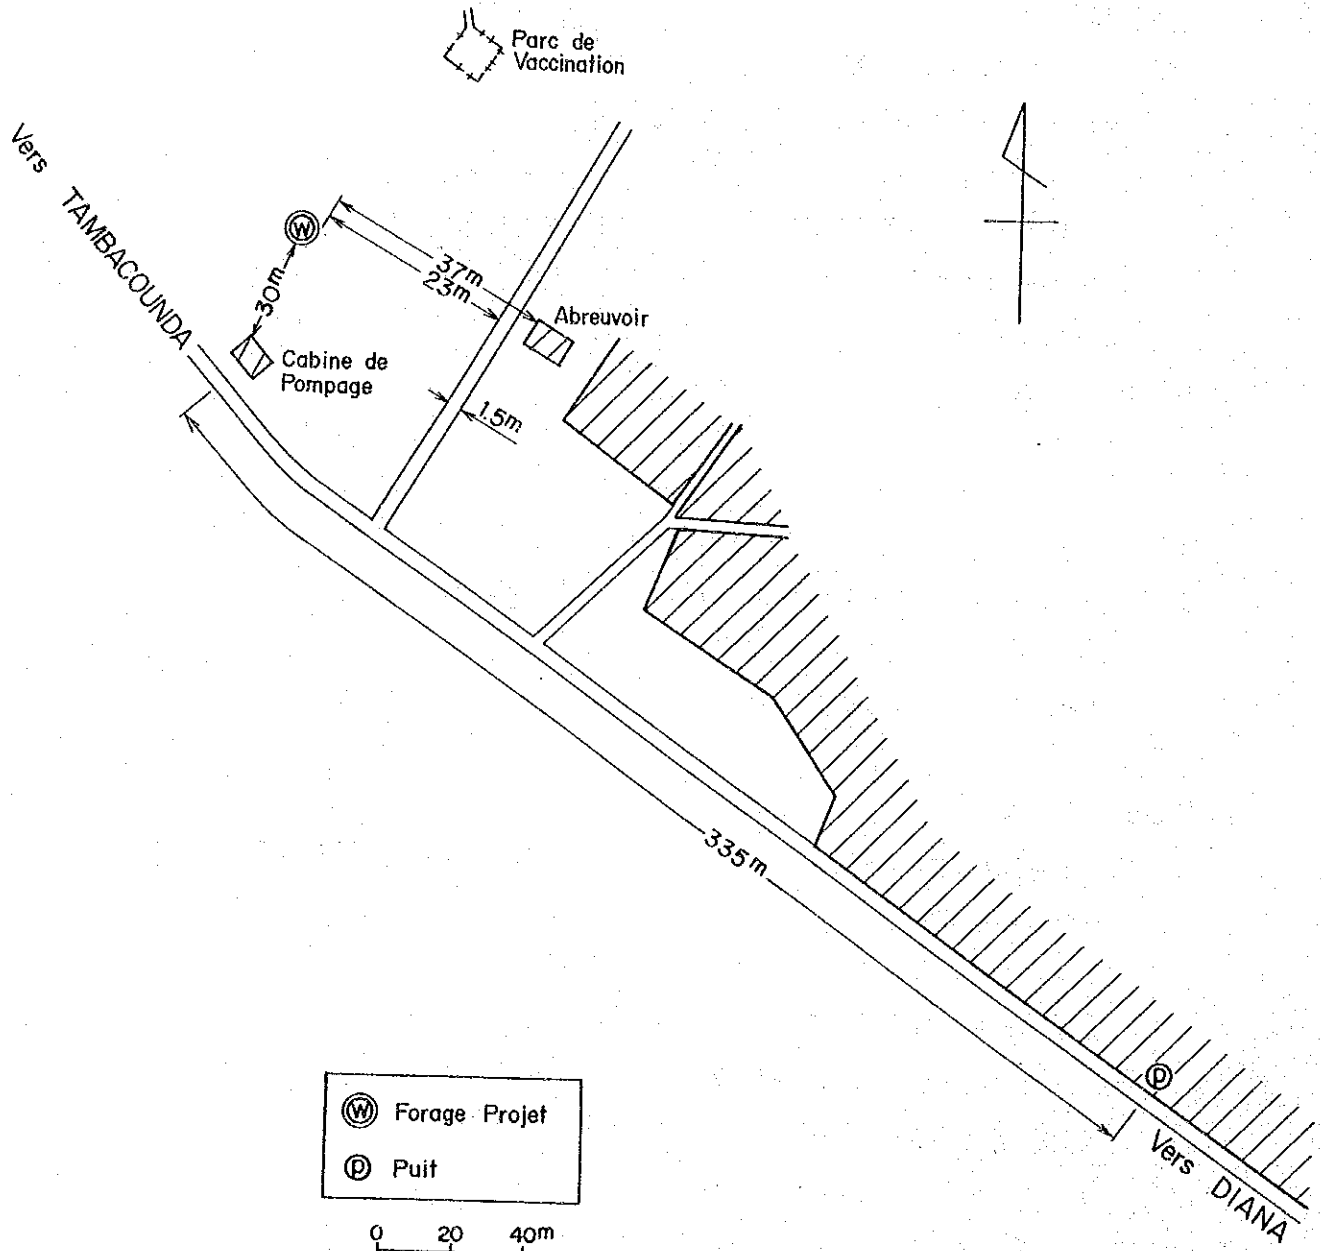 Parc de
Vaccination
Vers TAMBACOUNDA
W
37m
23m
30m
Abreuvoir
Cabine de
Pompage
1.5m
335m
P
Vers DIANA
W Forage Projet
P Puit
0 20 40m